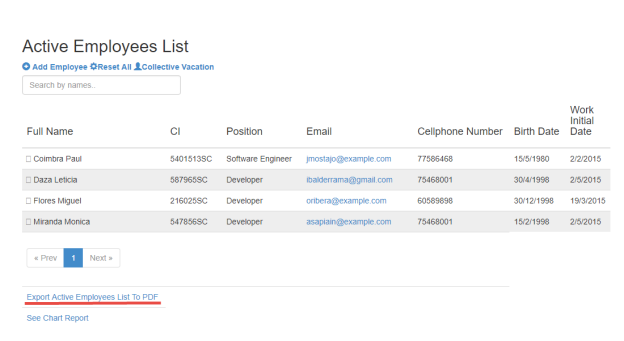 Active Employees List
Add Employee Reset All Collective Vacation
Search by names..
Full Name CI Position Email Cellphone Number Birth Date Work Initial Date
Coimbra Paul 5401513SC Software Engineer jmostajo@example.com 77586468 15/5/1980 2/2/2015
Daza Leticia 587965SC Developer ibalderrama@gmail.com 75468001 30/4/1998 2/5/2015
Flores Miguel 216025SC Developer oribera@example.com 60589898 30/12/1998 19/3/2015
Miranda Monica 547856SC Developer asapiain@example.com 75468001 15/2/1998 2/5/2015
« Prev 1 Next »
Export Active Employees List To PDF
See Chart Report